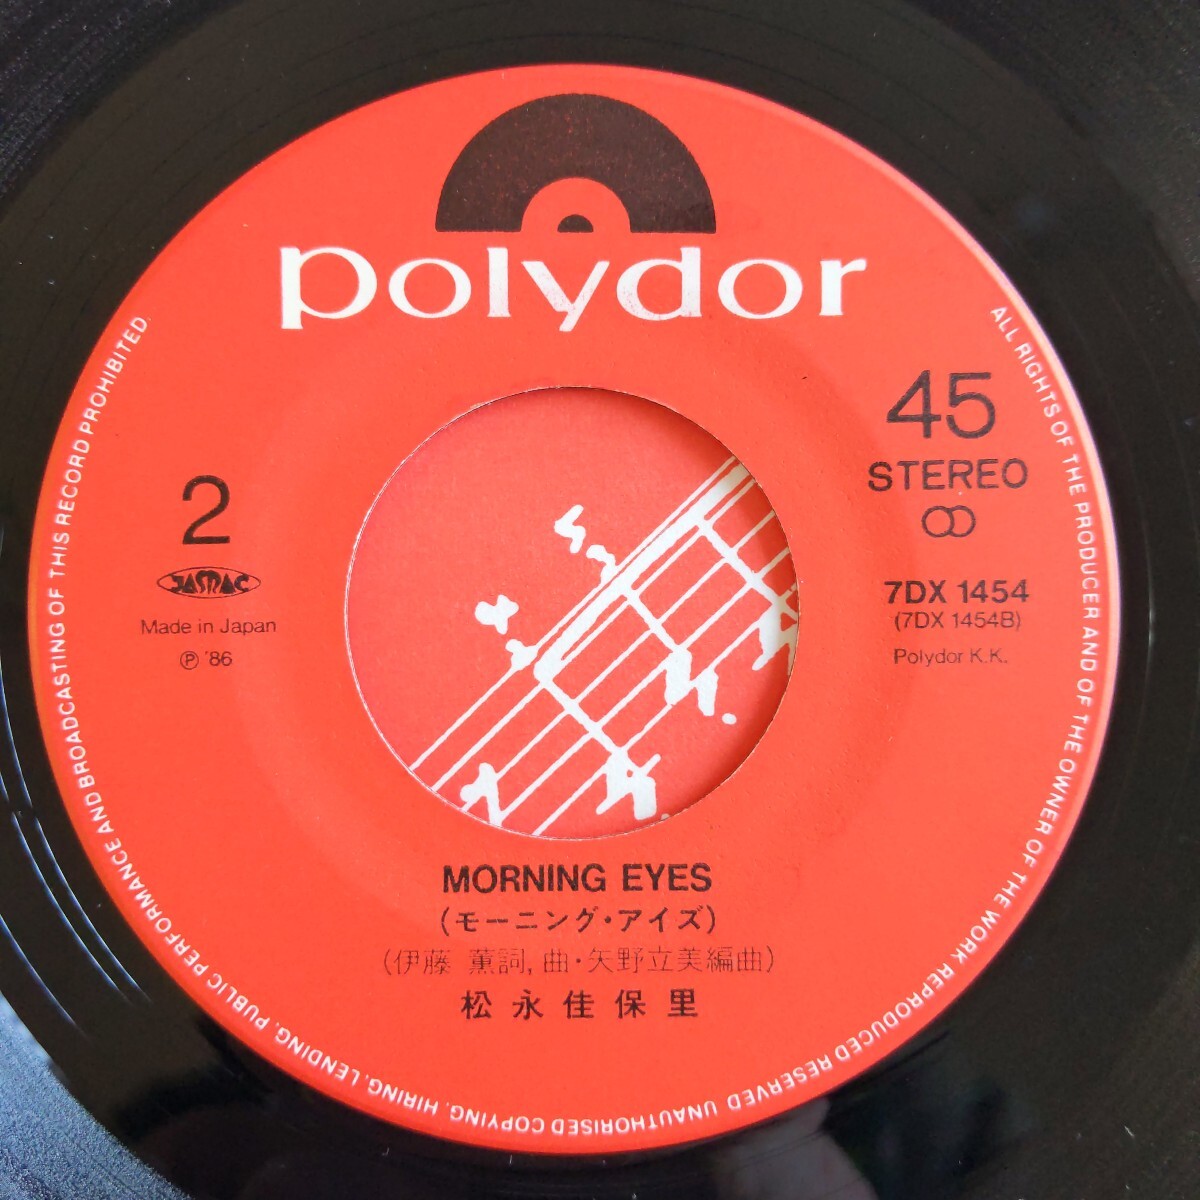 polydor
45
STEREO
2
JASRAC
Made in Japan
℗ '86
7DX 1454
(7DX 1454B)
Polydor K.K.
MORNING EYES
(モーニング・アイズ)
(伊藤 薫詞, 曲・矢野立美編曲)
松永佳保里
ALL RIGHTS OF THE PRODUCER AND OF THE OWNER OF THE WORK REPRODUCED RESERVED UNAUTHORISED COPYING, HIRING, LENDING, PUBLIC PERFORMANCE AND BROADCASTING OF THIS RECORD PROHIBITED